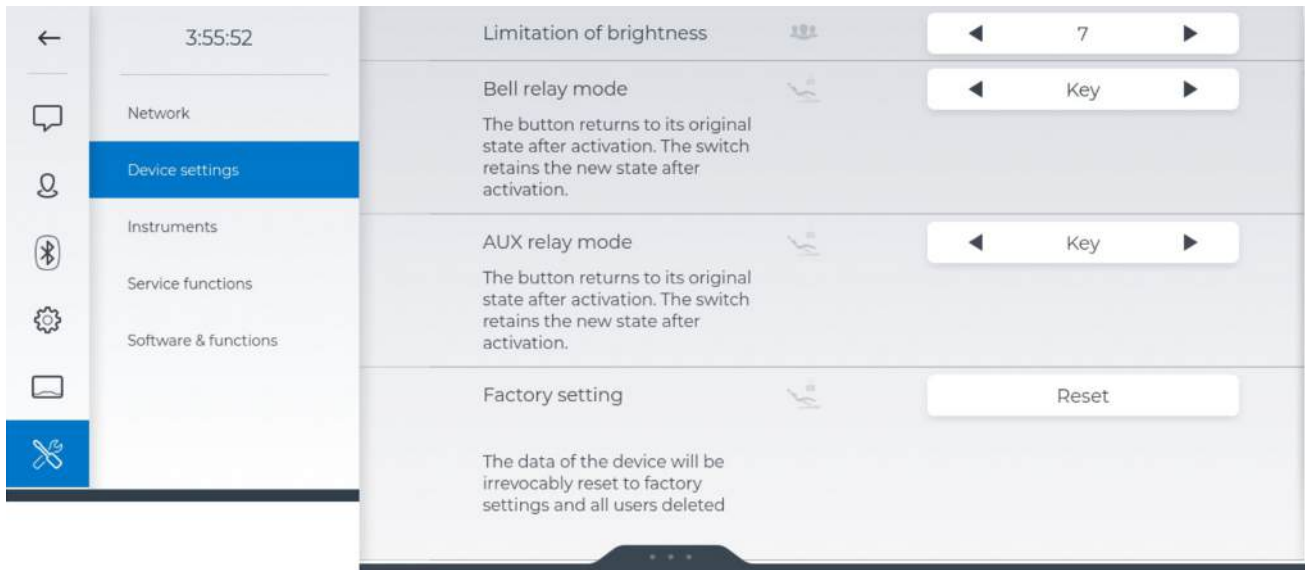 3:55:52
Network
Device settings
Instruments
Service functions
Software & functions
Limitation of brightness
7
Bell relay mode
Key
The button returns to its original
state after activation. The switch
retains the new state after
activation.
AUX relay mode
Key
The button returns to its original
state after activation. The switch
retains the new state after
activation.
Factory setting
Reset
The data of the device will be
irrevocably reset to factory
settings and all users deleted